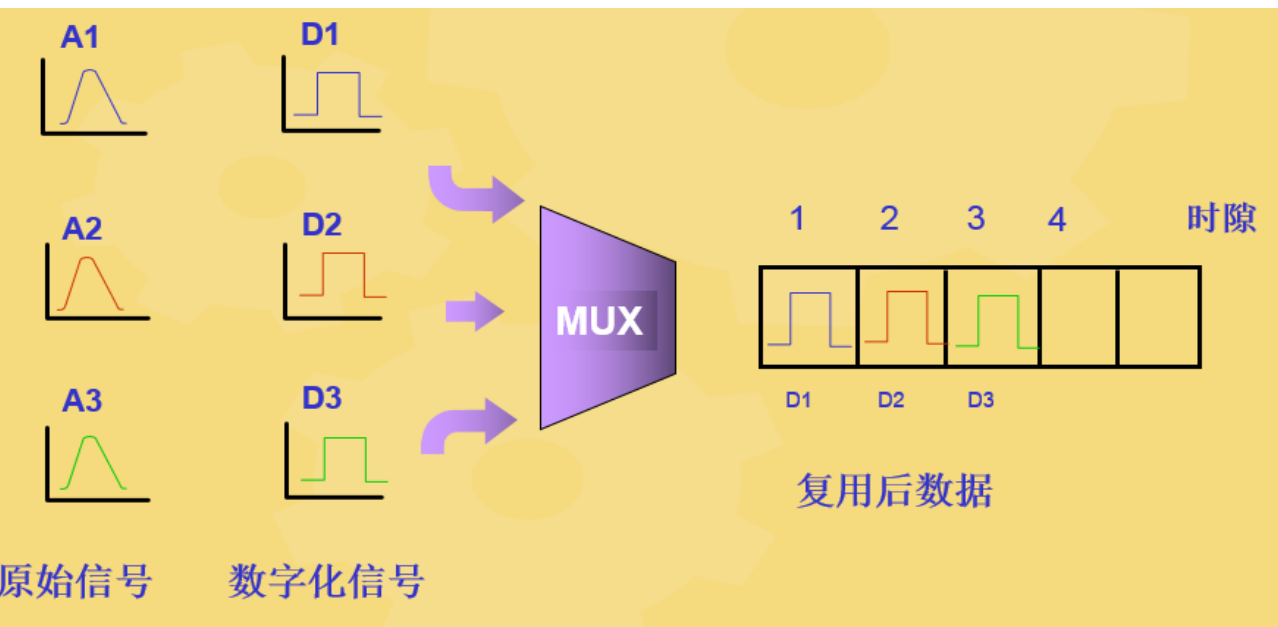 A1
D1
A2
D2
A3
D3
MUX
1 2 3 4 时隙
D1 D2 D3
复用后数据
原始信号
数字化信号